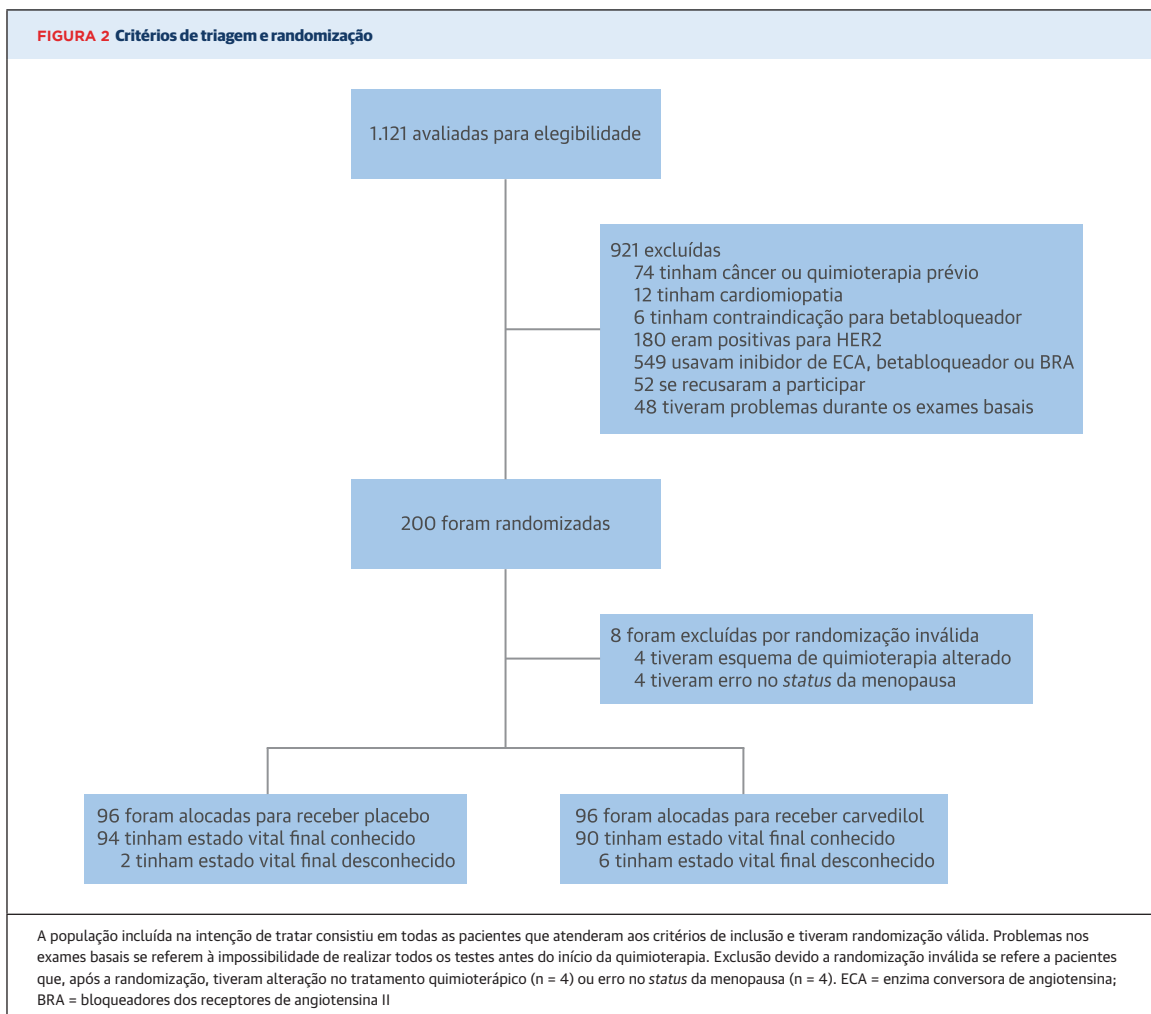 FIGURA 2 Critérios de triagem e randomização
1.121 avaliadas para elegibilidade
921 excluídas
74 tinham câncer ou quimioterapia prévio
12 tinham cardiomiopatia
6 tinham contraindicação para betabloqueador
180 eram positivas para HER2
549 usavam inibidor de ECA, betabloqueador ou BRA
52 se recusaram a participar
48 tiveram problemas durante os exames basais
200 foram randomizadas
8 foram excluídas por randomização inválida
4 tiveram esquema de quimioterapia alterado
4 tiveram erro no status da menopausa
96 foram alocadas para receber placebo
94 tinham estado vital final conhecido
2 tinham estado vital final desconhecido
96 foram alocadas para receber carvedilol
90 tinham estado vital final conhecido
6 tinham estado vital final desconhecido
A população incluída na intenção de tratar consistiu em todas as pacientes que atenderam aos critérios de inclusão e tiveram randomização válida. Problemas nos
exames basais se referem à impossibilidade de realizar todos os testes antes do início da quimioterapia. Exclusão devido a randomização inválida se refere a pacientes
que, após a randomização, tiveram alteração no tratamento quimioterápico (n = 4) ou erro no status da menopausa (n = 4). ECA = enzima conversora de angiotensina;
BRA = bloqueadores dos receptores de angiotensina II